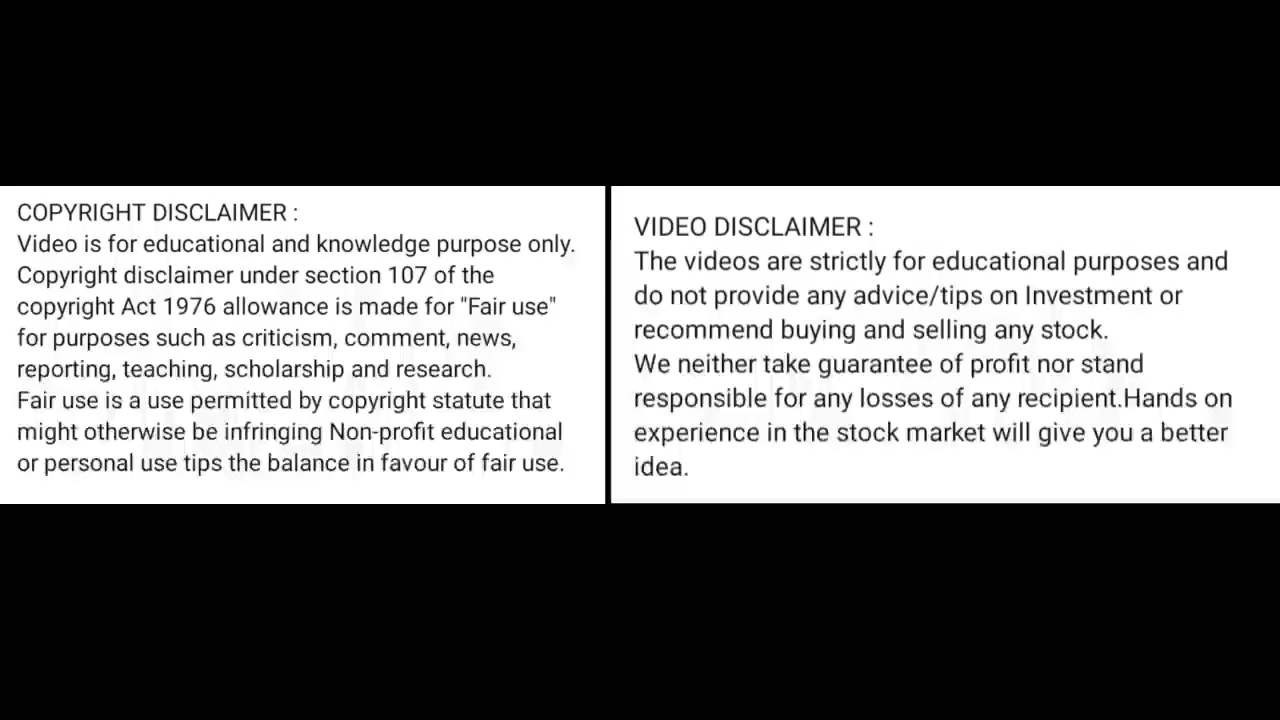 COPYRIGHT DISCLAIMER :
Video is for educational and knowledge purpose only.
Copyright disclaimer under section 107 of the
copyright Act 1976 allowance is made for "Fair use"
for purposes such as criticism, comment, news,
reporting, teaching, scholarship and research.
Fair use is a use permitted by copyright statute that
might otherwise be infringing Non-profit educational
or personal use tips the balance in favour of fair use.
VIDEO DISCLAIMER :
The videos are strictly for educational purposes and
do not provide any advice/tips on Investment or
recommend buying and selling any stock.
We neither take guarantee of profit nor stand
responsible for any losses of any recipient.Hands on
experience in the stock market will give you a better
idea.